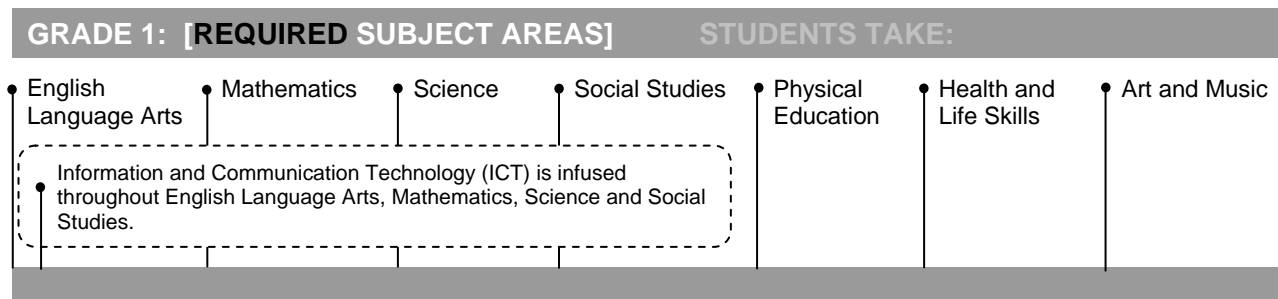 GRADE 1: [REQUIRED SUBJECT AREAS] STUDENTS TAKE:
English
Language Arts
Mathematics
Science
Social Studies
Physical
Education
Health and
Life Skills
Art and Music
Information and Communication Technology (ICT) is infused
throughout English Language Arts, Mathematics, Science and Social
Studies.